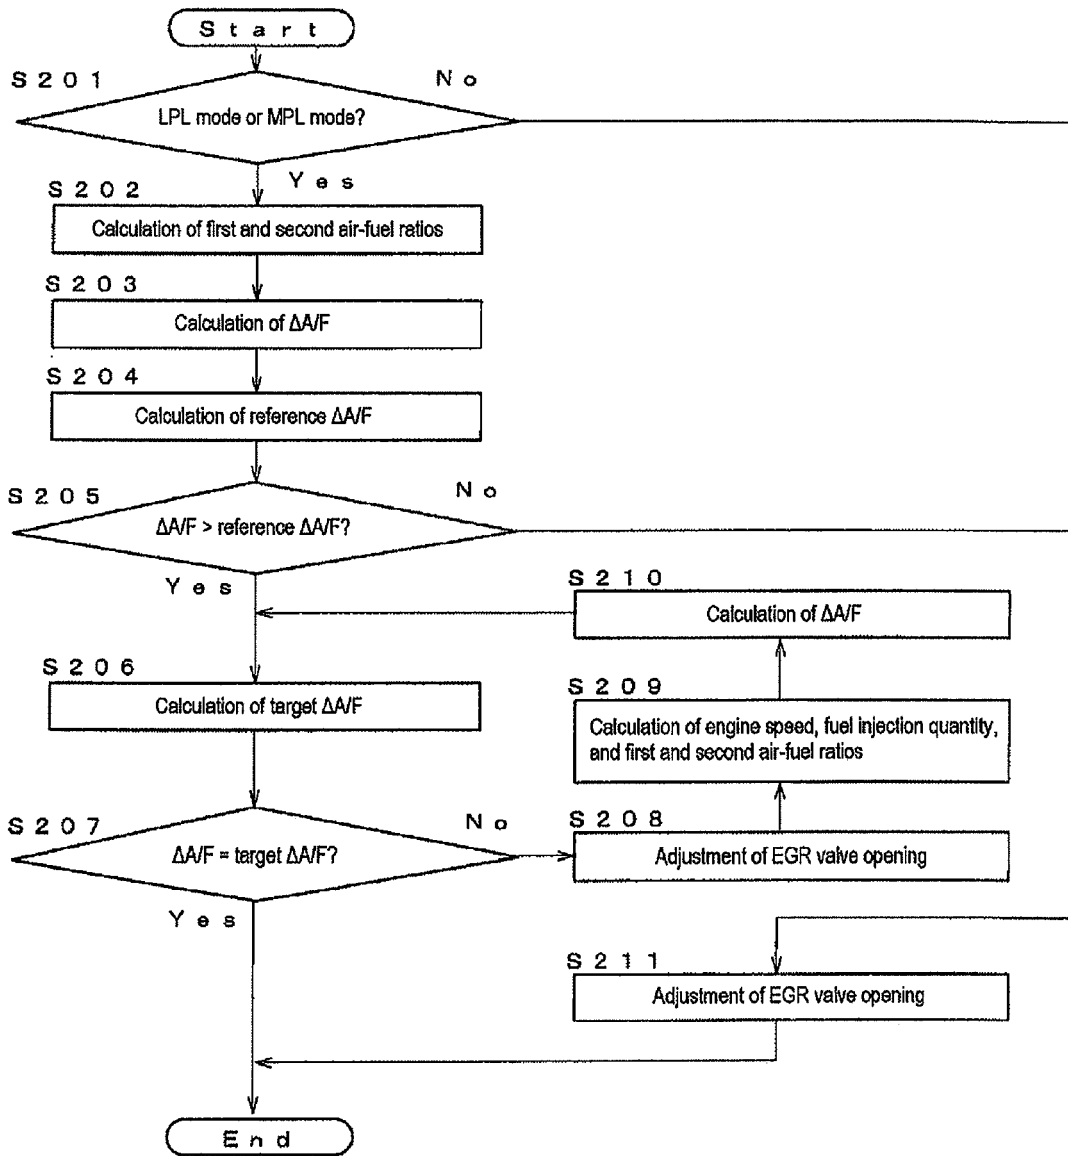 Start
S201
No
LPL mode or MPL mode?
Yes
S202
Calculation of first and second air-fuel ratios
S203
Calculation of ΔA/F
S204
Calculation of reference ΔA/F
S205
No
ΔA/F > reference ΔA/F?
Yes
S210
Calculation of ΔA/F
S206
Calculation of target ΔA/F
S209
Calculation of engine speed, fuel injection quantity,
and first and second air-fuel ratios
S207
No
S208
ΔA/F = target ΔA/F?
Adjustment of EGR valve opening
Yes
S211
Adjustment of EGR valve opening
End